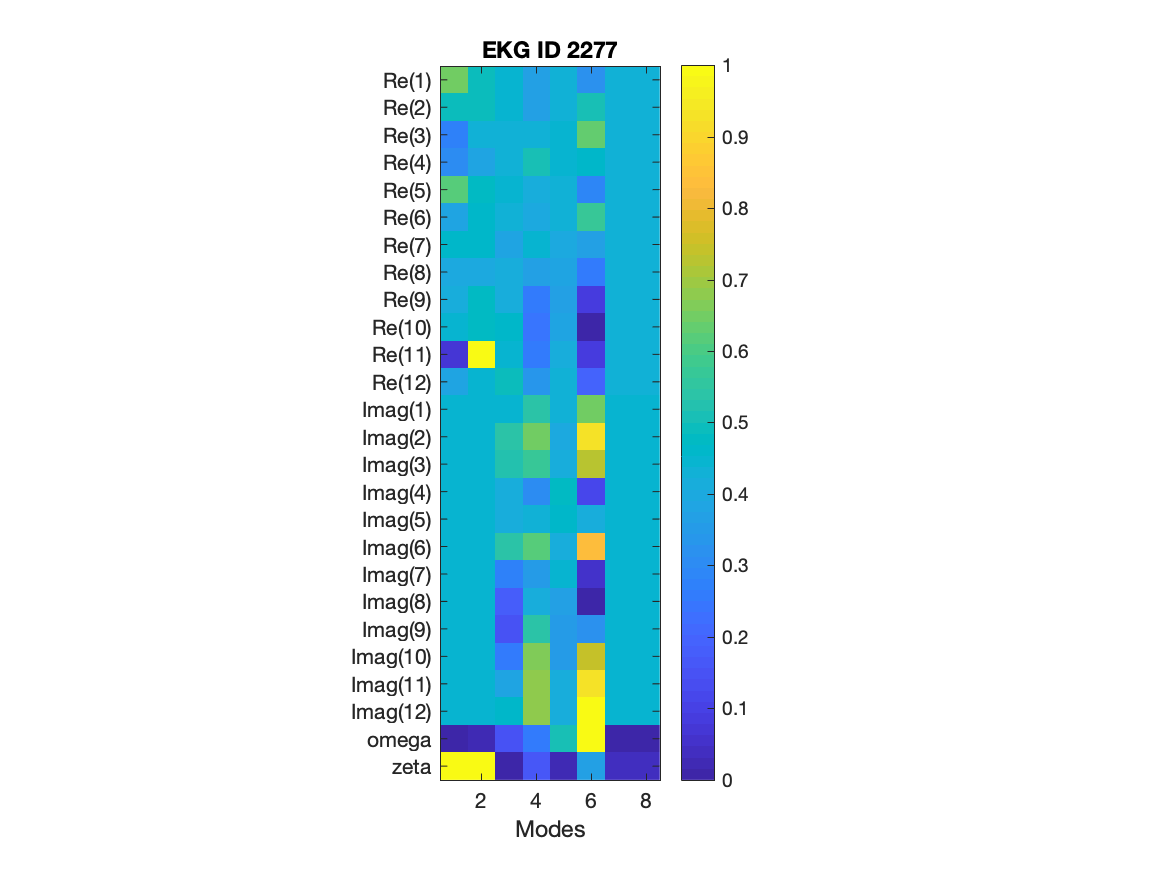 EKG ID 2277
Re(1)
Re(2)
Re(3)
Re(4)
Re(5)
Re(6)
Re(7)
Re(8)
Re(9)
Re(10)
Re(11)
Re(12)
Imag(1)
Imag(2)
Imag(3)
Imag(4)
Imag(5)
Imag(6)
Imag(7)
Imag(8)
Imag(9)
Imag(10)
Imag(11)
Imag(12)
omega
zeta
2 4 6 8
Modes
1
0.9
0.8
0.7
0.6
0.5
0.4
0.3
0.2
0.1
0